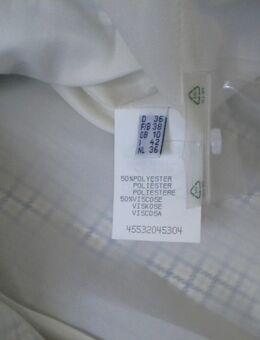 D 36
F/B 38
GB 10
I 42
NL 36
50%POLYESTER
POLIESTER
POLIESTERE
50%VISCOSE
VISKOSE
VISCOSA
45532045304